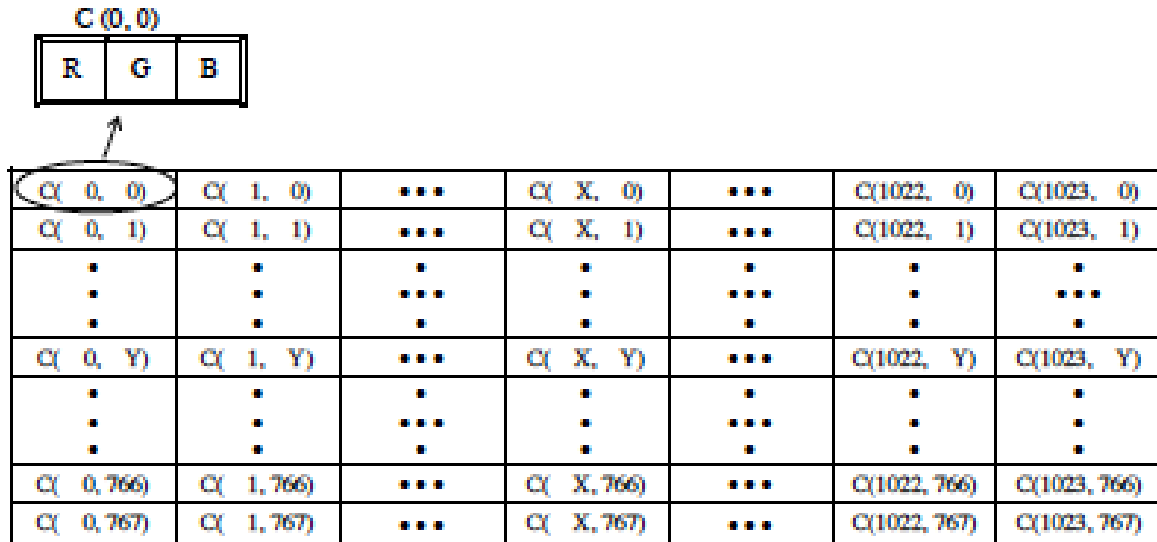 C (0, 0)
R G B
C( 0, 0) C( 1, 0) ••• C( X, 0) ••• C(1022, 0) C(1023, 0)
C( 0, 1) C( 1, 1) ••• C( X, 1) ••• C(1022, 1) C(1023, 1)
• • • • • • •
• • ••• • ••• • •••
• • • • • • •
C( 0, Y) C( 1, Y) ••• C( X, Y) ••• C(1022, Y) C(1023, Y)
• • • • • • •
• • ••• • ••• • •
• • • • • • •
C( 0, 766) C( 1, 766) ••• C( X, 766) ••• C(1022, 766) C(1023, 766)
C( 0, 767) C( 1, 767) ••• C( X, 767) ••• C(1022, 767) C(1023, 767)